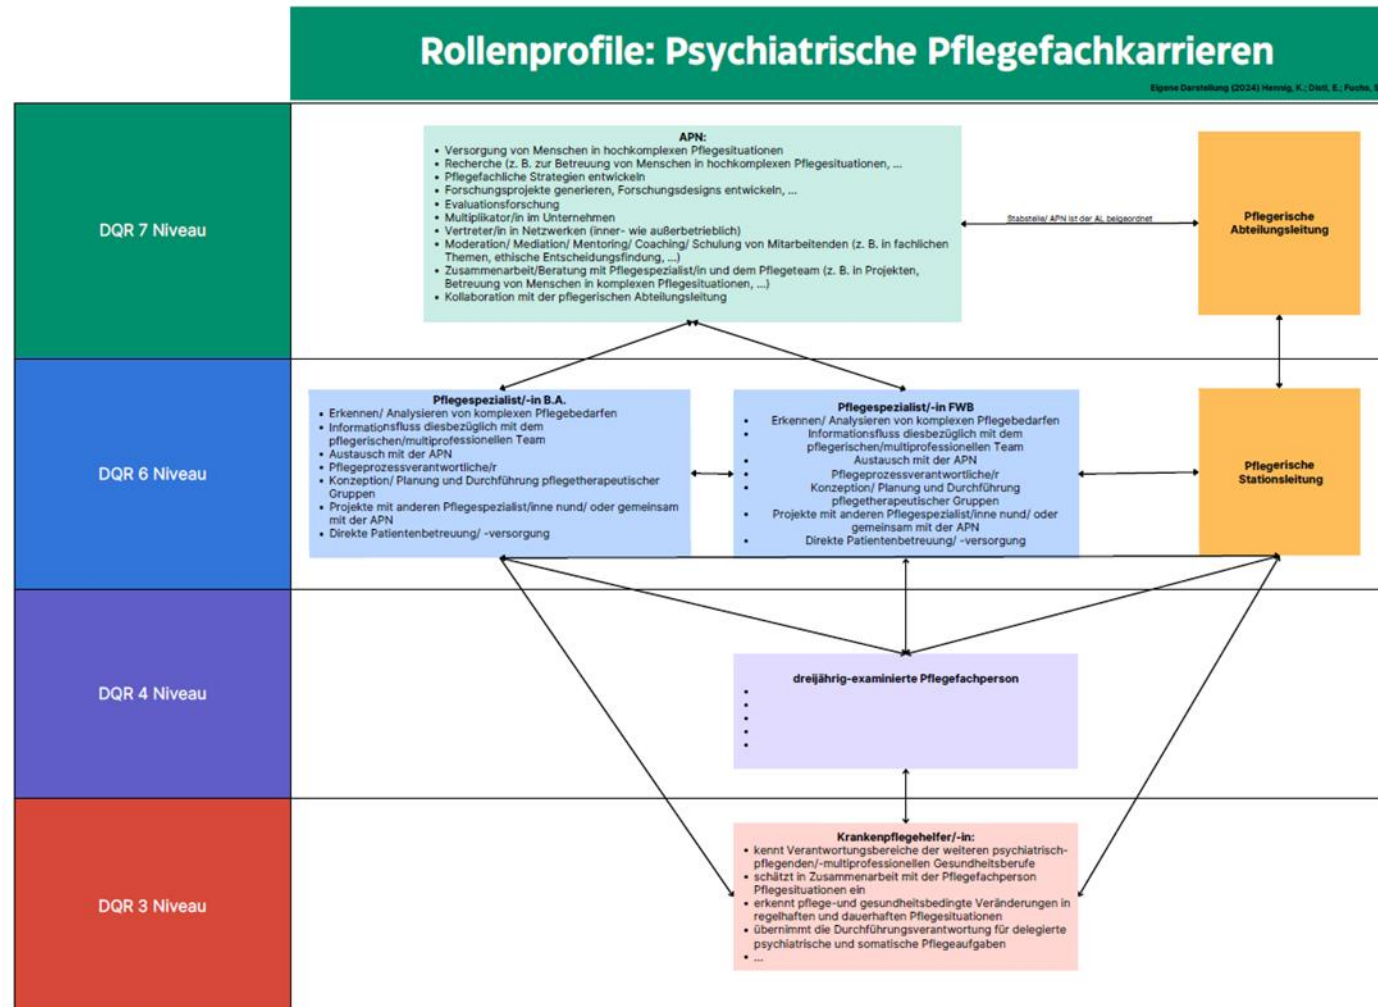 Rollenprofile: Psychiatrische Pflegefachkarrieren
Eigene Darstellung (2024) Hennig, K.; Distl, E.; Fuchs,
DQR 7 Niveau
APN:
• Versorgung von Menschen in hochkomplexen Pflegesituationen
• Recherche (z. B. zur Betreuung von Menschen in hochkomplexen Pflegesituationen, ...
• Pflegefachliche Strategien entwickeln
• Forschungsprojekte generieren, Forschungsdesigns entwickeln, ...
• Evaluationsforschung
• Multiplikator/in im Unternehmen
• Vertreter/in in Netzwerken (inner- wie außerbetrieblich)
• Moderation/ Mediation/ Mentoring/ Coaching/ Schulung von Mitarbeitenden (z. B. in fachlichen
Themen, ethische Entscheidungsfindung, ...)
• Zusammenarbeit/Beratung mit Pflegespezialist/in und dem Pflegeteam (z. B. in Projekten,
Betreuung von Menschen in komplexen Pflegesituationen, ...)
• Kollaboration mit der pflegerischen Abteilungsleitung
Stabstelle/ APN ist der AL beigeordnet
Pflegerische
Abteilungsleitung
DQR 6 Niveau
Pflegespezialist/-in B.A.
• Erkennen/ Analysieren von komplexen Pflegebedarfen
• Informationsfluss diesbezüglich mit dem
pflegerischen/multiprofessionellen Team
• Austausch mit der APN
• Pflegeprozessverantwortliche/r
• Konzeption/ Planung und Durchführung pflegetherapeutischer
Gruppen
• Projekte mit anderen Pflegespezialist/inne nund/ oder gemeinsam
mit der APN
• Direkte Patientenbetreuung/ -versorgung
Pflegespezialist/-in FWB
• Erkennen/ Analysieren von komplexen Pflegebedarfen
• Informationsfluss diesbezüglich mit dem
pflegerischen/multiprofessionellen Team
• Austausch mit der APN
• Pflegeprozessverantwortliche/r
• Konzeption/ Planung und Durchführung
pflegetherapeutischer Gruppen
• Projekte mit anderen Pflegespezialist/inne nund/ oder
gemeinsam mit der APN
• Direkte Patientenbetreuung/ -versorgung
Pflegerische
Stationsleitung
DQR 4 Niveau
dreijährig-examinierte Pflegefachperson
•
•
•
•
•
DQR 3 Niveau
Krankenpflegehelfer/-in:
• kennt Verantwortungsbereiche der weiteren psychiatrisch-
pflegenden/-multiprofessionellen Gesundheitsberufe
• schätzt in Zusammenarbeit mit der Pflegefachperson
Pflegesituationen ein
• erkennt pflege-und gesundheitsbedingte Veränderungen in
regelhaften und dauerhaften Pflegesituationen
• übernimmt die Durchführungsverantwortung für delegierte
psychiatrische und somatische Pflegeaufgaben
• ...